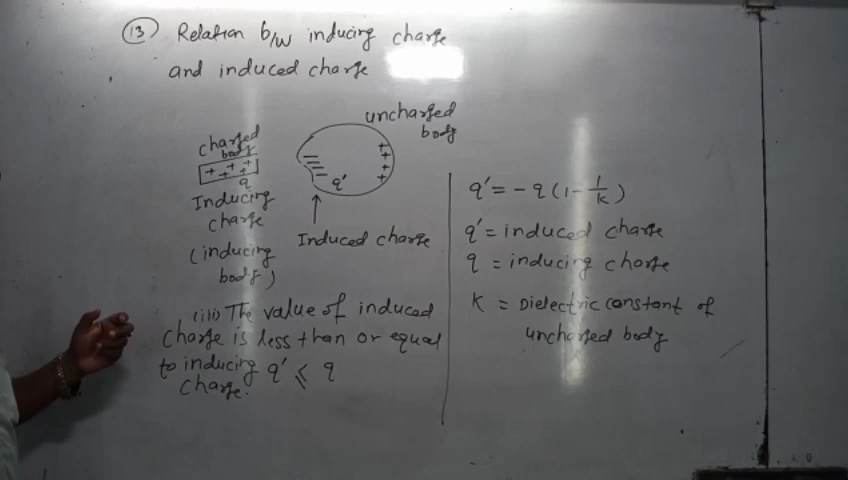 (13) Relation b/w inducing charge
and induced charge
uncharged
body
charged
body
+ + + + +
q
Inducing
charge
(inducing
body)
q'
+
+
+
+
Induced charge
(iii) The value of induced
charge is less than or equal
to inducing q' ⩽ q
charge.
q' = - q (1 - 1/k)
q' = induced charge
q = inducing charge
K = Dielectric constant of
uncharged body